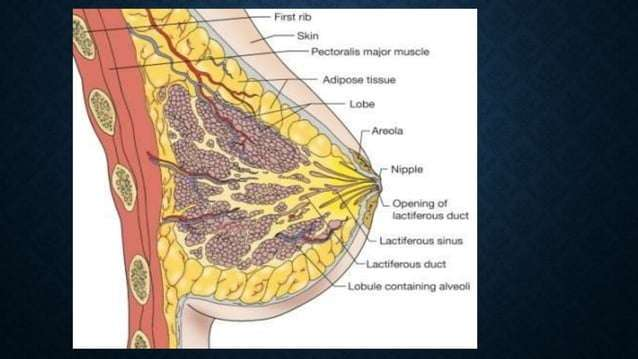 First rib
Skin
Pectoralis major muscle
Adipose tissue
Lobe
Areola
Nipple
Opening of
lactiferous duct
Lactiferous sinus
Lactiferous duct
Lobule containing alveoli